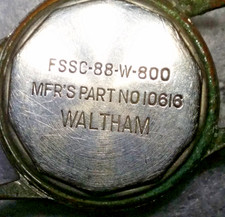 FSSC-88-W-800
MFR'S PART NO 10616
WALTHAM